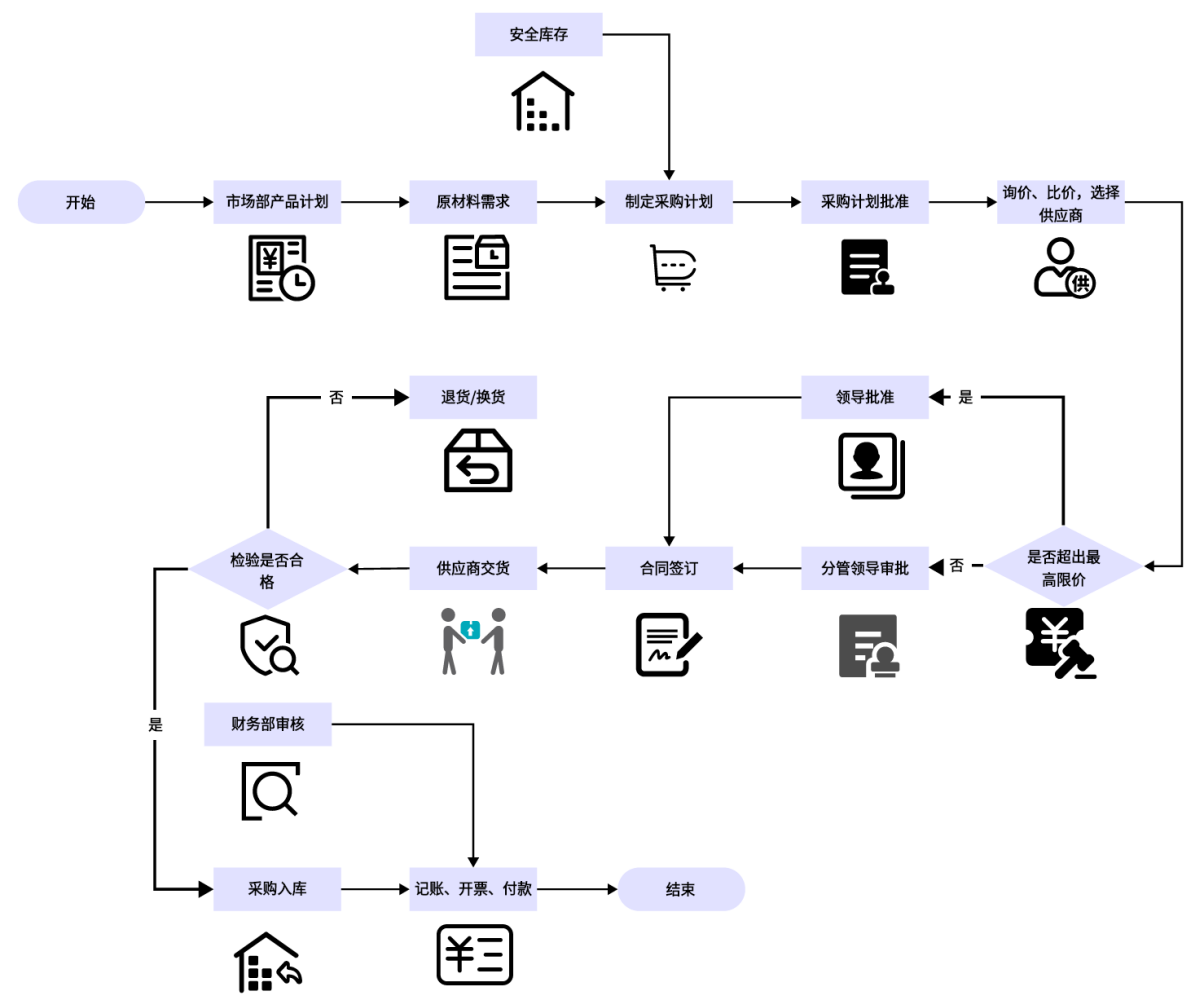 安全库存
开始
市场部产品计划
原材料需求
制定采购计划
采购计划批准
询价、比价，选择
供应商
供
否
退货/换货
领导批准
是
检验是否合
格
供应商交货
合同签订
分管领导审批
否
是否超出最
高限价
是
财务部审核
采购入库
记账、开票、付款
结束